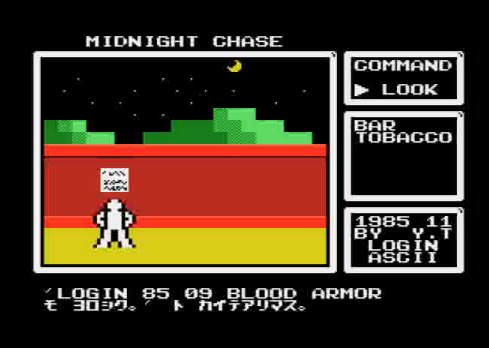 MIDNIGHT CHASE
COMMAND
▶ LOOK
BAR
TOBACCO
1985 11
BY Y.T
LOGIN
ASCII
「LOGIN 85 09 BLOOD ARMOR
モ ヨロシク。」 ト カイテアリマス。